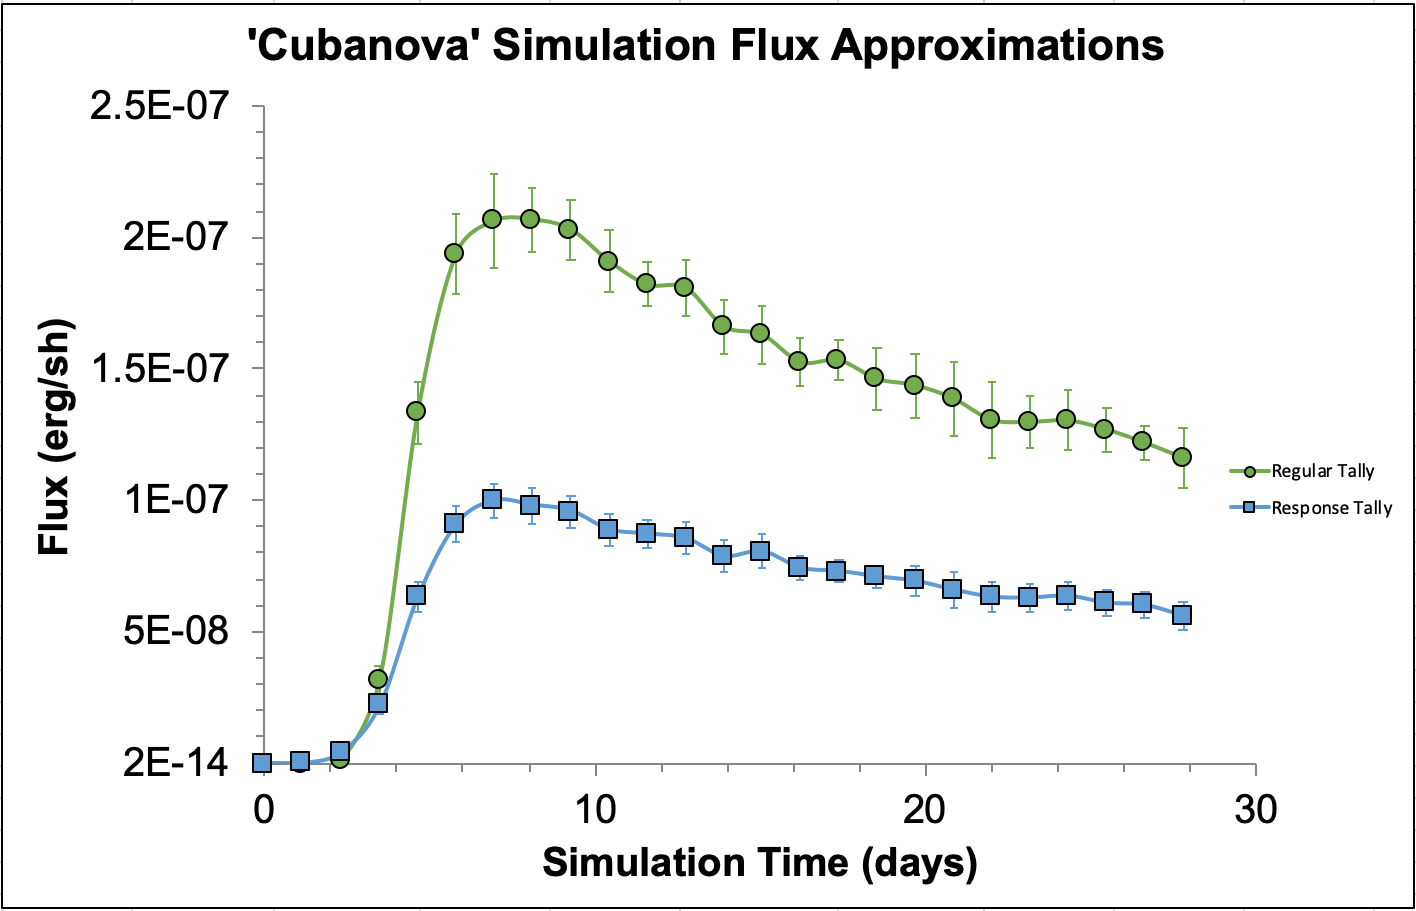 'Cubanova' Simulation Flux Approximations
2.5E-07
2E-07
1.5E-07
1E-07
5E-08
2E-14
Flux (erg/sh)
0 10 20 30
Simulation Time (days)
Regular Tally
Response Tally